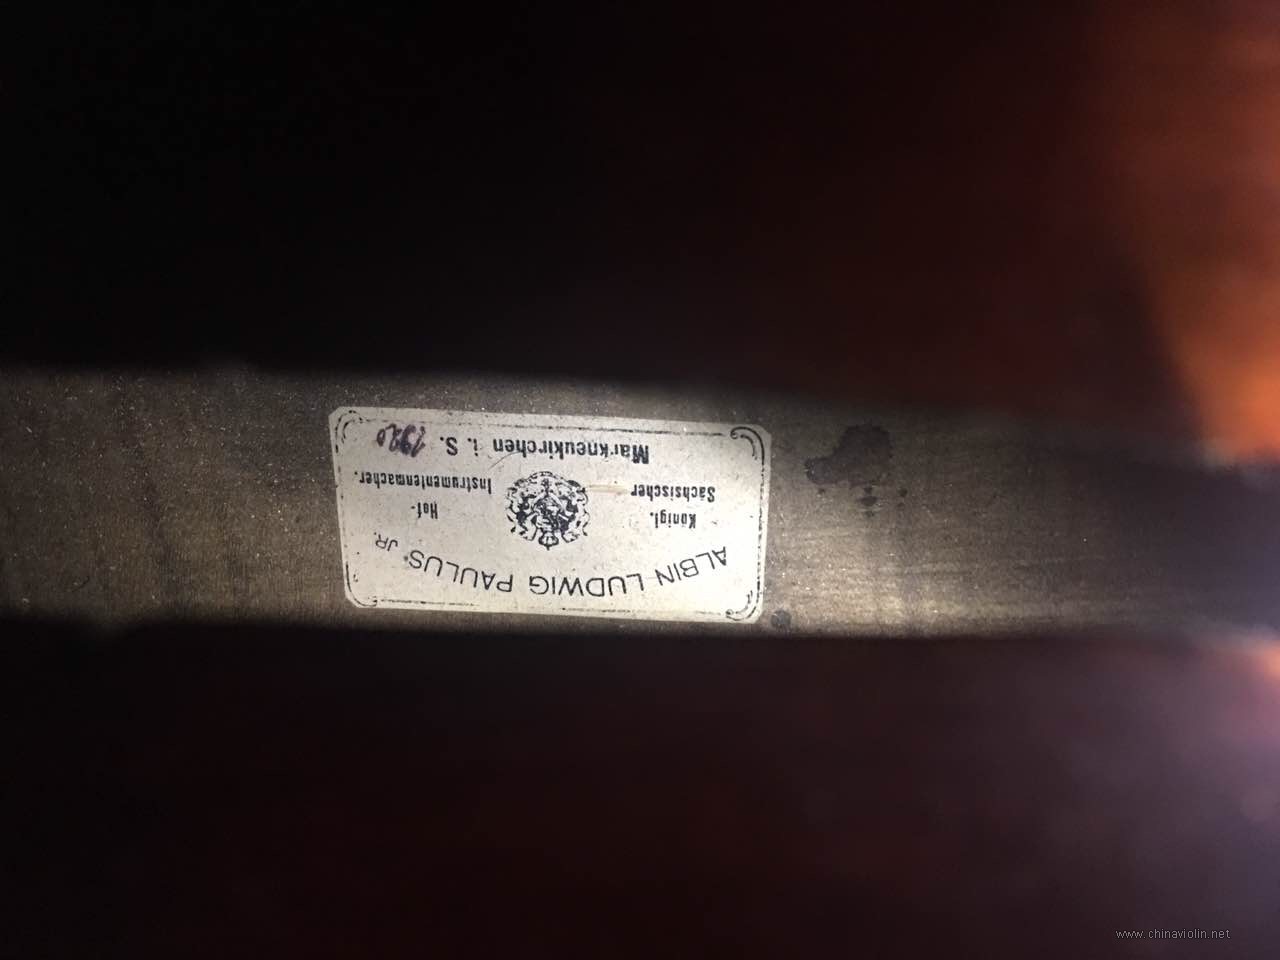 ALBIN LUDWIG PAULUS JR.
Königl. Hof-
Sächsischer Instrumentenmacher.
Markneukirchen i. S. 1920
www.chinaviolin.net